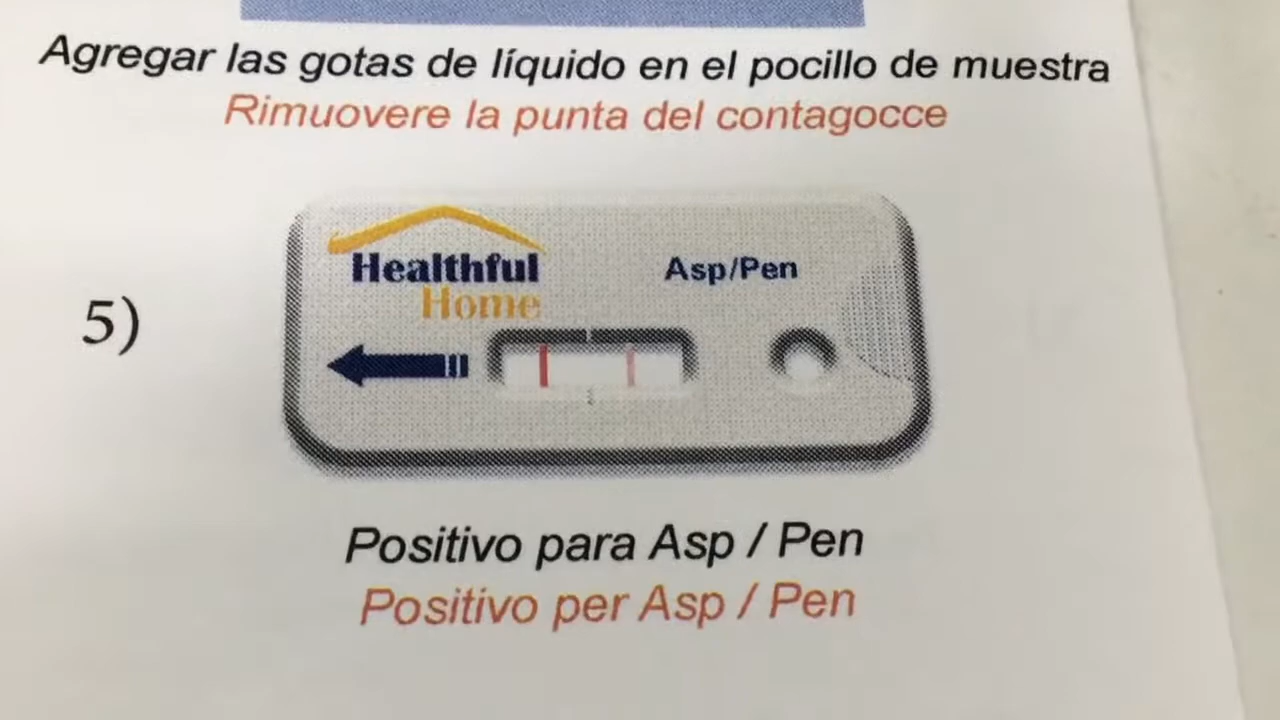 Agregar las gotas de líquido en el pocillo de muestra
Rimuovere la punta del contagocce
5)
Healthful
Home
Asp/Pen
Positivo para Asp / Pen
Positivo per Asp / Pen